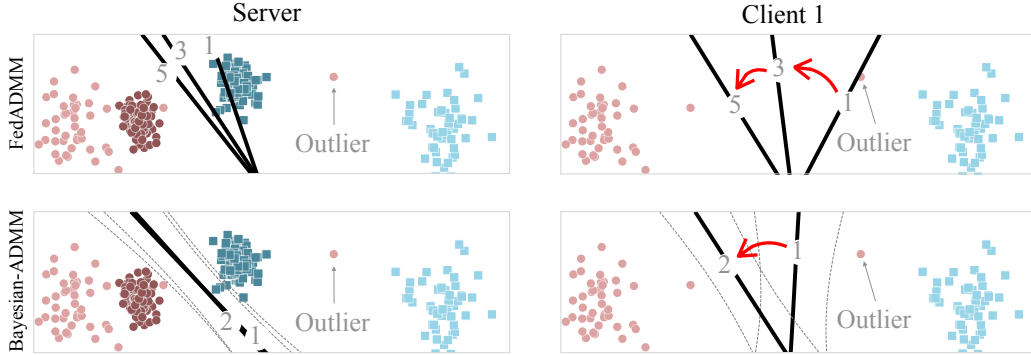 Server
Client 1
FedADMM
1
3
5
Outlier
3
5
1
Outlier
Bayesian-ADMM
2
1
Outlier
2
1
Outlier